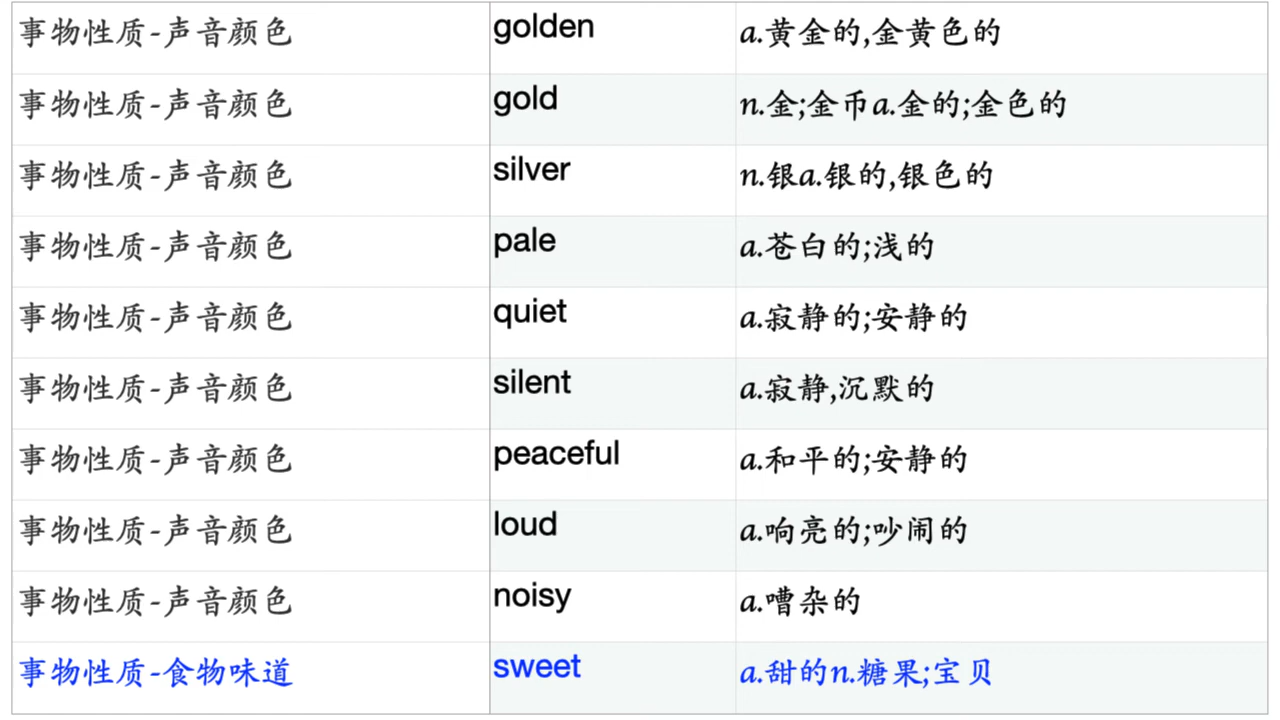 事物性质-声音颜色 golden a.黄金的,金黄色的
事物性质-声音颜色 gold n.金;金币a.金的;金色的
事物性质-声音颜色 silver n.银a.银的,银色的
事物性质-声音颜色 pale a.苍白的;浅的
事物性质-声音颜色 quiet a.寂静的;安静的
事物性质-声音颜色 silent a.寂静,沉默的
事物性质-声音颜色 peaceful a.和平的;安静的
事物性质-声音颜色 loud a.响亮的;吵闹的
事物性质-声音颜色 noisy a.嘈杂的
事物性质-食物味道 sweet a.甜的n.糖果;宝贝